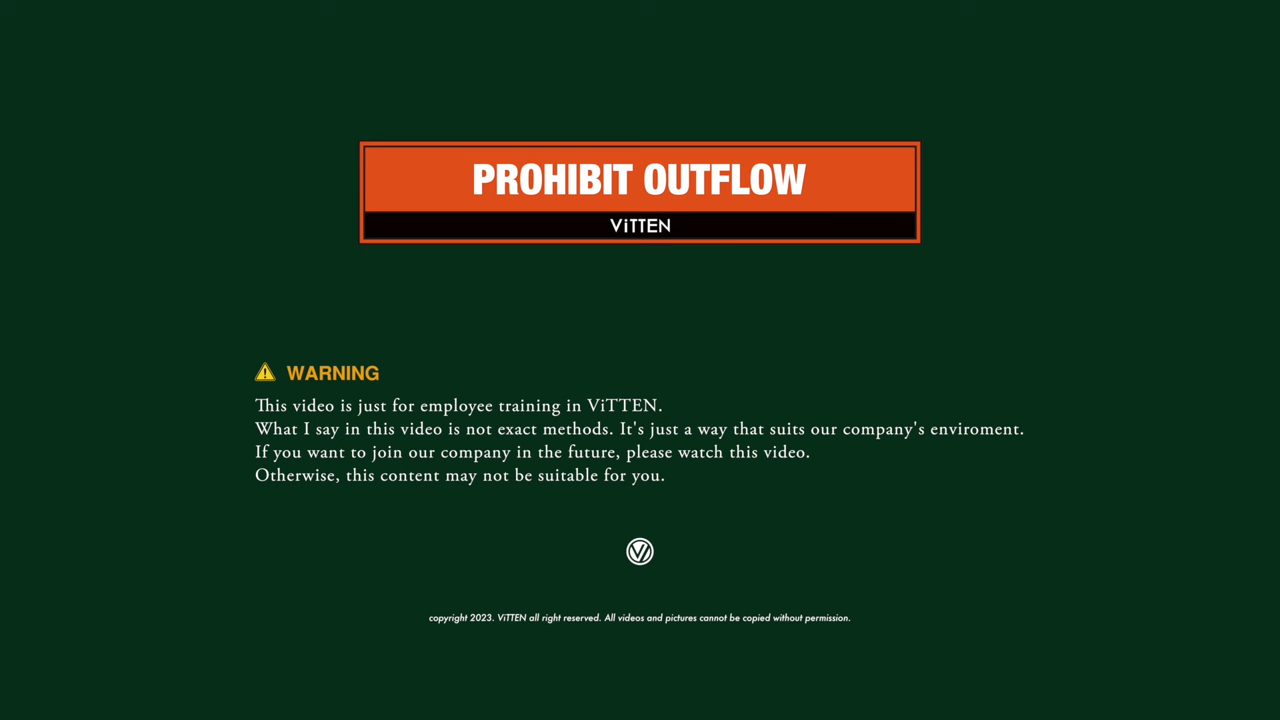 PROHIBIT OUTFLOW
ViTTEN
WARNING
This video is just for employee training in ViTTEN.
What I say in this video is not exact methods. It's just a way that suits our company's enviroment.
If you want to join our company in the future, please watch this video.
Otherwise, this content may not be suitable for you.
copyright 2023. ViTTEN all right reserved. All videos and pictures cannot be copied without permission.